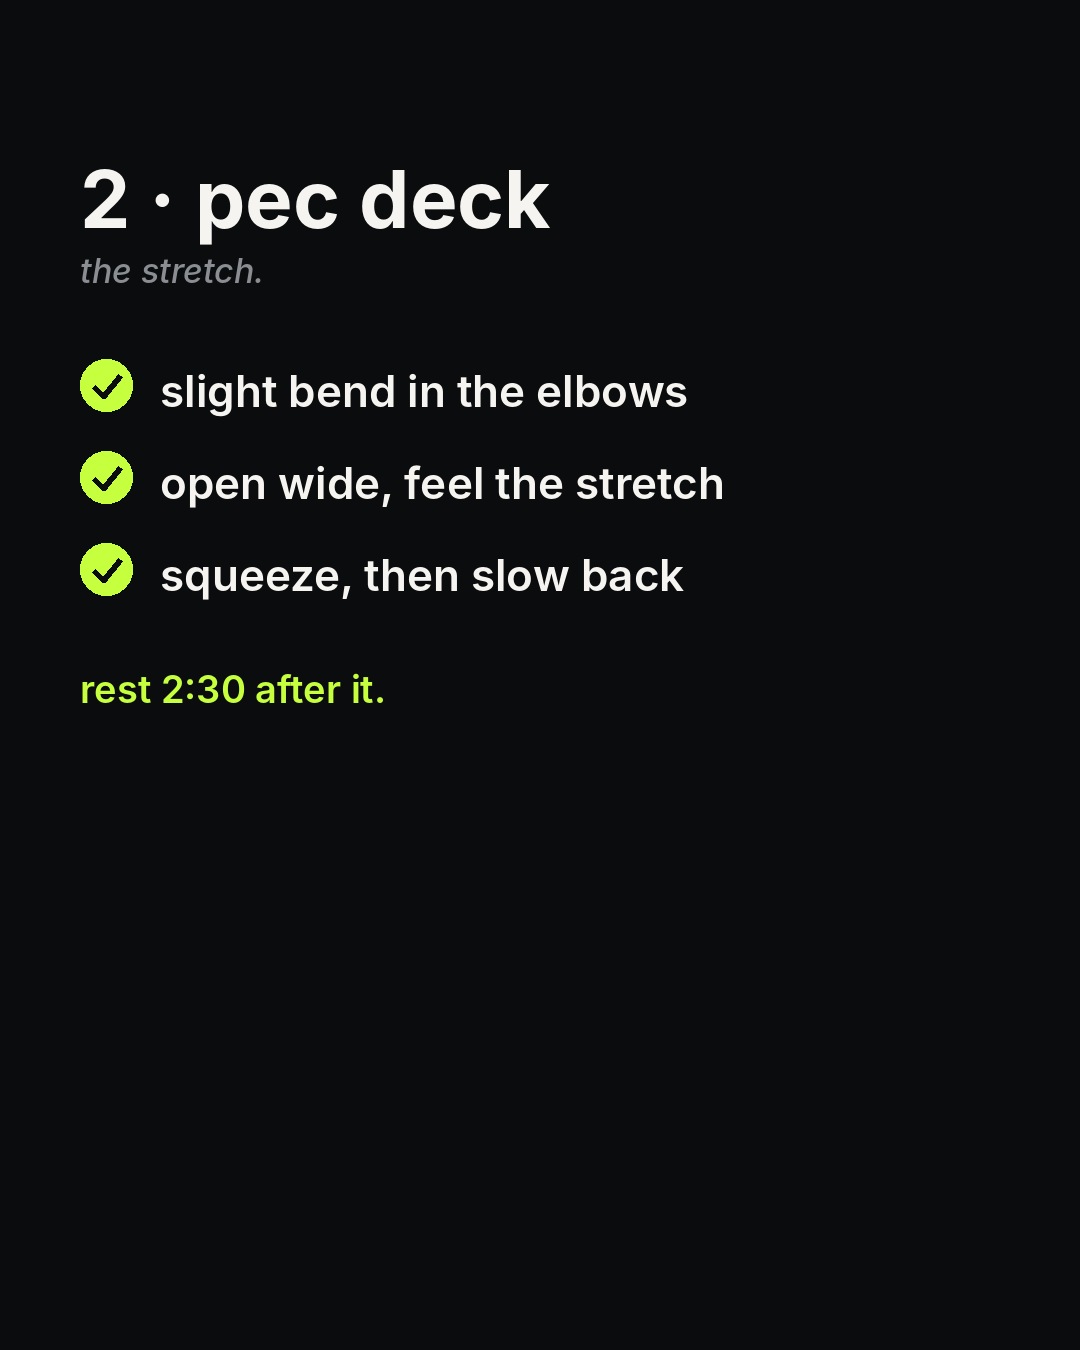 2 · pec deck
the stretch.
slight bend in the elbows
open wide, feel the stretch
squeeze, then slow back
rest 2:30 after it.